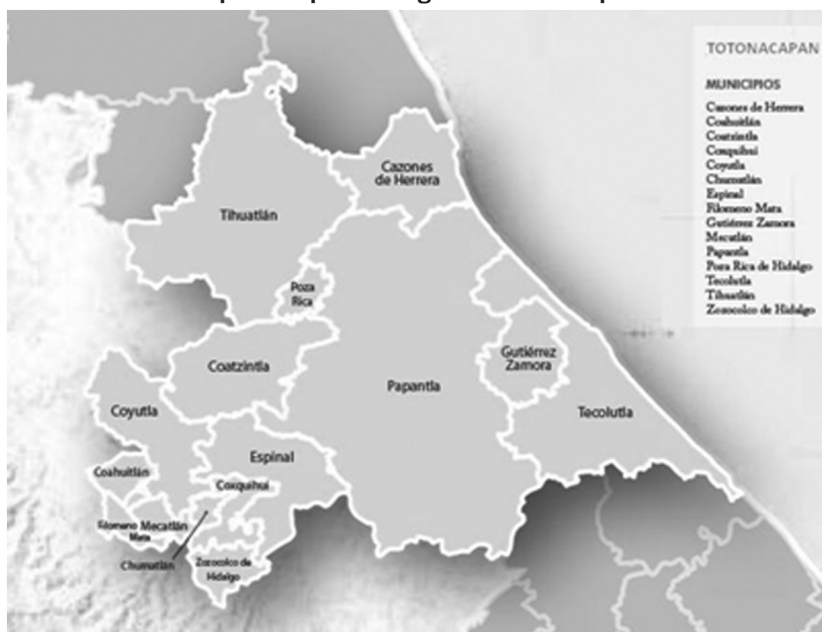 TOTONACAPAN
MUNICIPIOS
Cazones de Herrera
Coahuitlán
Coatzintla
Coxquihui
Coyutla
Chumatlán
Espinal
Filomeno Mata
Gutiérrez Zamora
Mecatlán
Papantla
Poza Rica de Hidalgo
Tecolutla
Tihuatlán
Zozocolco de Hidalgo
Cazones
de Herrera
Tihuatlán
Poza
Rica
Coatzintla
Gutiérrez
Zamora
Papantla
Tecolutla
Coyutla
Espinal
Coahuitlán
Coxquihui
Filomeno
Mata
Mecatlán
Chumatlán
Zozocolco de
Hidalgo